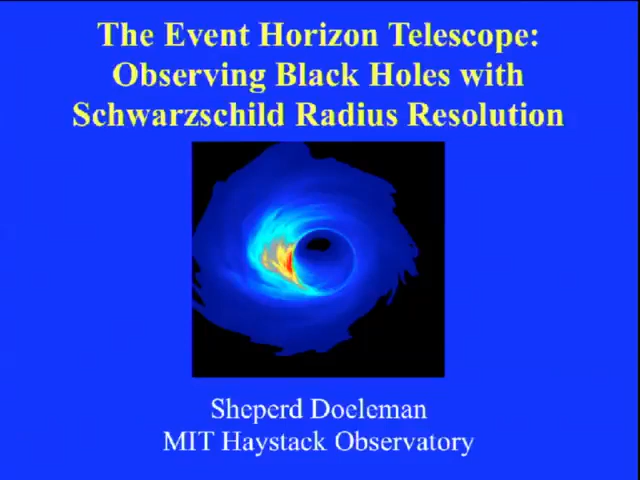 The Event Horizon Telescope:
Observing Black Holes with
Schwarzschild Radius Resolution
Sheperd Doeleman
MIT Haystack Observatory